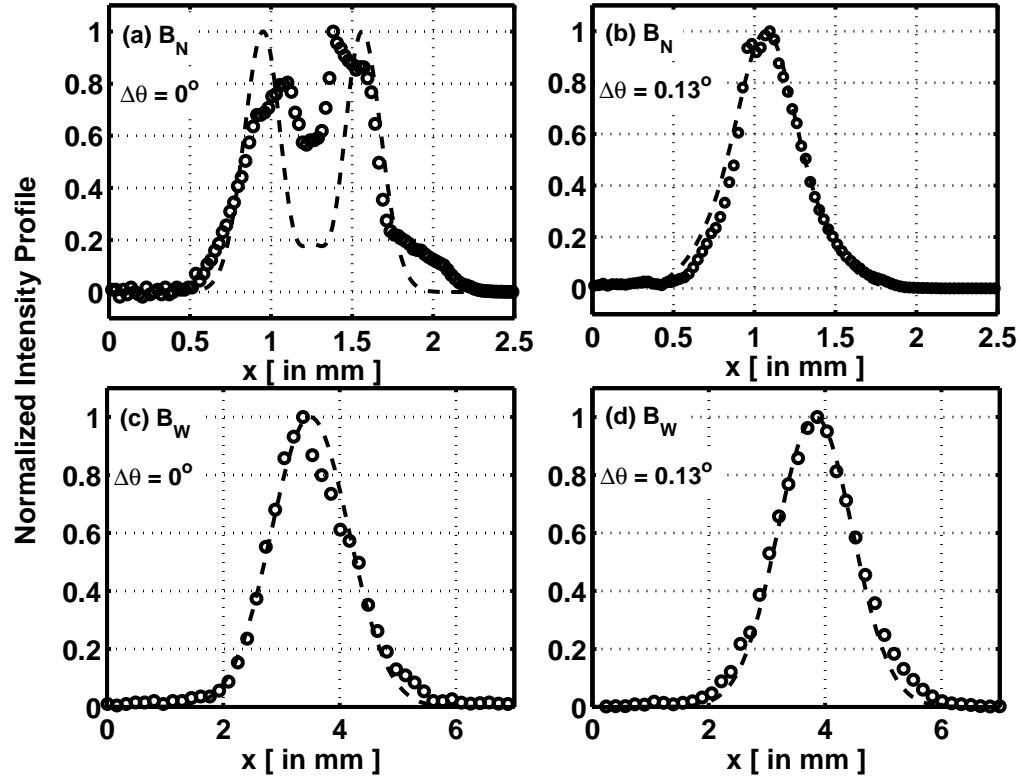 Normalized Intensity Profile
(a) B_N
Δθ = 0°
1
0.8
0.6
0.4
0.2
0
0 0.5 1 1.5 2 2.5
x [ in mm ]
(b) B_N
Δθ = 0.13°
1
0.8
0.6
0.4
0.2
0
0 0.5 1 1.5 2 2.5
x [ in mm ]
(c) B_W
Δθ = 0°
1
0.8
0.6
0.4
0.2
0
0 2 4 6
x [ in mm ]
(d) B_W
Δθ = 0.13°
1
0.8
0.6
0.4
0.2
0
0 2 4 6
x [ in mm ]